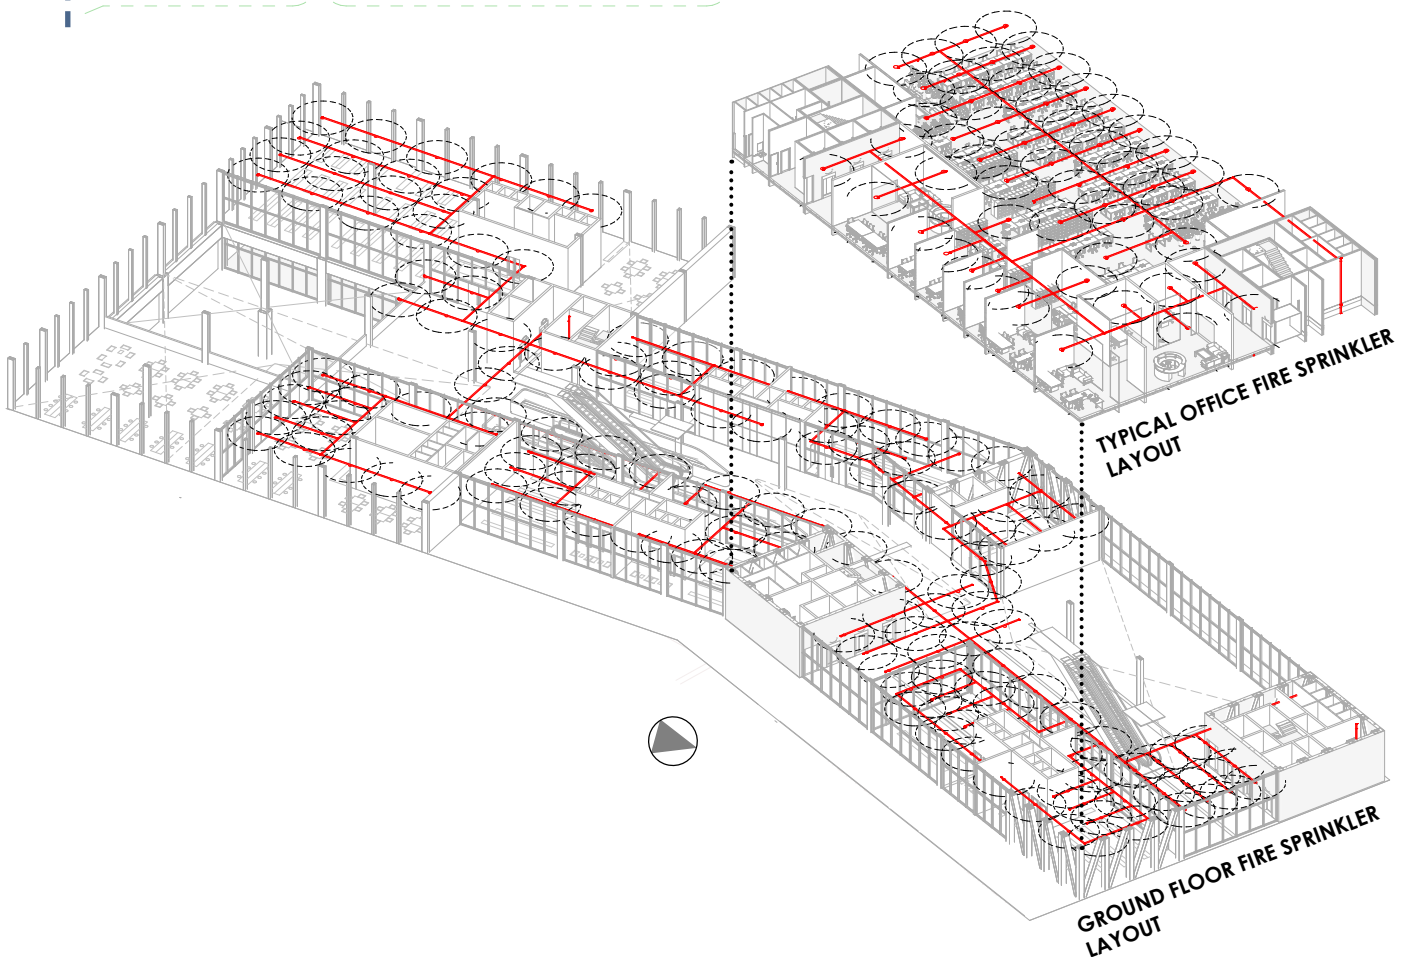 TYPICAL OFFICE FIRE SPRINKLER
LAYOUT
GROUND FLOOR FIRE SPRINKLER
LAYOUT